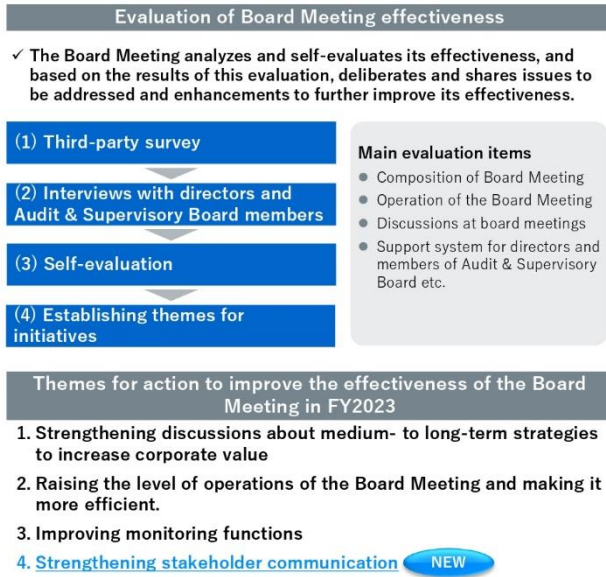 Evaluation of Board Meeting effectiveness
✓ The Board Meeting analyzes and self-evaluates its effectiveness, and
based on the results of this evaluation, deliberates and shares issues to
be addressed and enhancements to further improve its effectiveness.
(1) Third-party survey
(2) Interviews with directors and
Audit & Supervisory Board members
(3) Self-evaluation
(4) Establishing themes for
initiatives
Main evaluation items
● Composition of Board Meeting
● Operation of the Board Meeting
● Discussions at board meetings
● Support system for directors and
members of Audit & Supervisory
Board etc.
Themes for action to improve the effectiveness of the Board
Meeting in FY2023
1. Strengthening discussions about medium- to long-term strategies
to increase corporate value
2. Raising the level of operations of the Board Meeting and making it
more efficient.
3. Improving monitoring functions
4. Strengthening stakeholder communication NEW